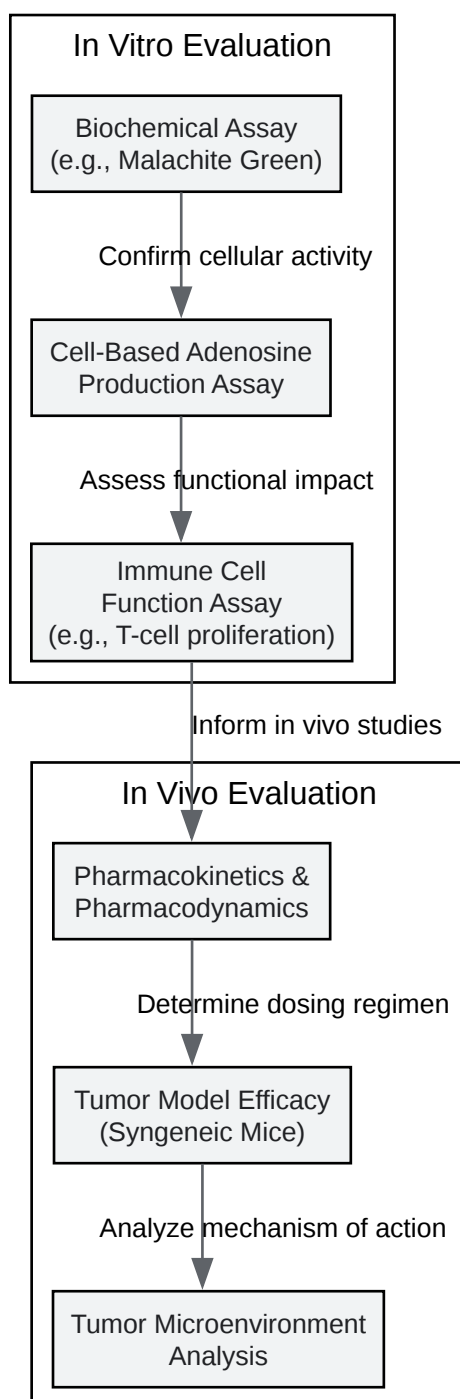 In Vitro Evaluation
Biochemical Assay
(e.g., Malachite Green)
Confirm cellular activity
Cell-Based Adenosine
Production Assay
Assess functional impact
Immune Cell
Function Assay
(e.g., T-cell proliferation)
Inform in vivo studies
In Vivo Evaluation
Pharmacokinetics &
Pharmacodynamics
Determine dosing regimen
Tumor Model Efficacy
(Syngeneic Mice)
Analyze mechanism of action
Tumor Microenvironment
Analysis